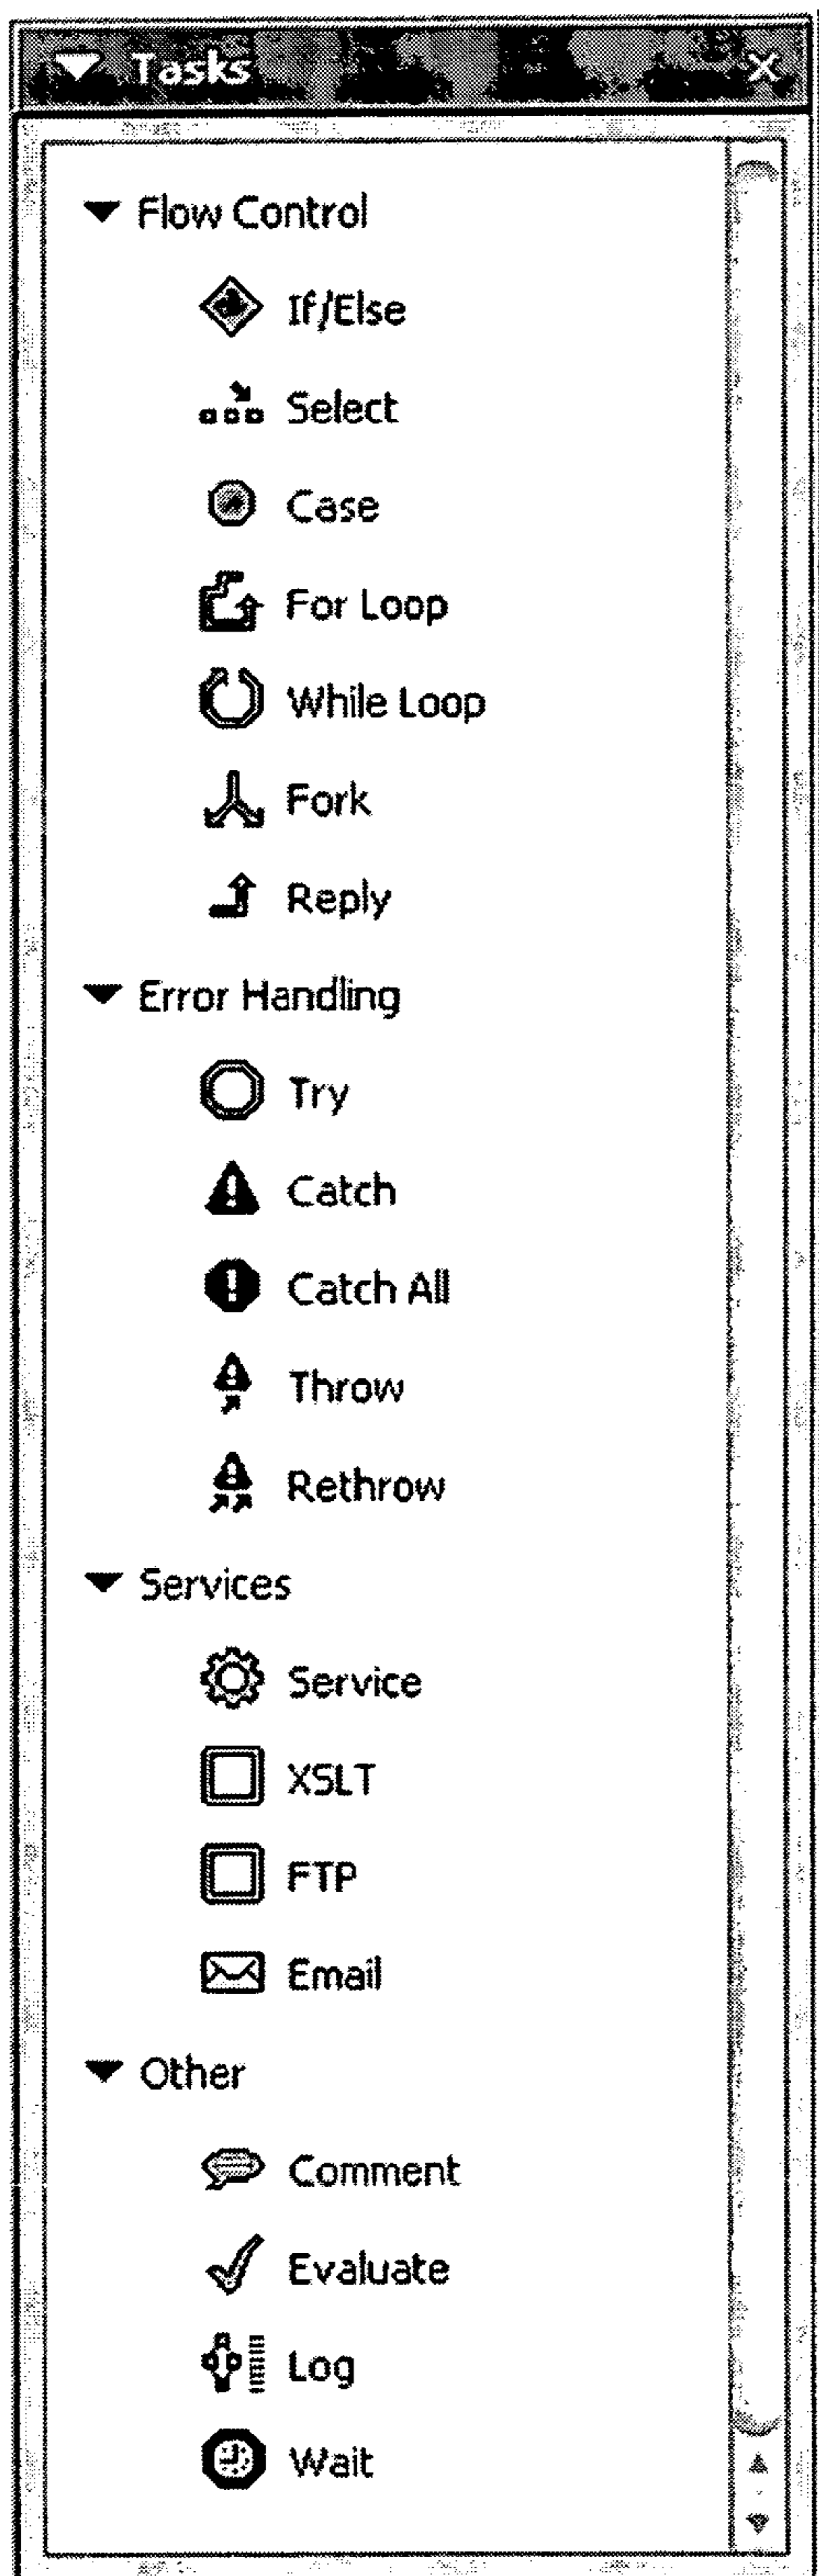 Tasks
Flow Control
If/Else
Select
Case
For Loop
While Loop
Fork
Reply
Error Handling
Try
Catch
Catch All
Throw
Rethrow
Services
Service
XSLT
FTP
Email
Other
Comment
Evaluate
Log
Wait